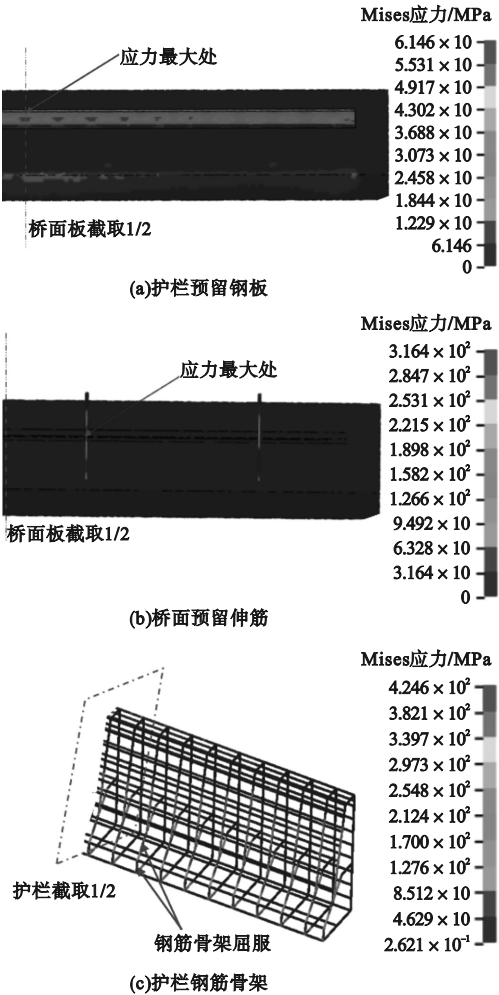 Mises应力/MPa
应力最大处
6.146 × 10
5.531 × 10
4.917 × 10
4.302 × 10
3.688 × 10
3.073 × 10
2.458 × 10
1.844 × 10
1.229 × 10
6.146
0
桥面板截取1/2
(a)护栏预留钢板
Mises应力/MPa
应力最大处
3.164 × 10²
2.847 × 10²
2.531 × 10²
2.215 × 10²
1.898 × 10²
1.582 × 10²
1.266 × 10²
9.492 × 10
6.328 × 10
3.164 × 10
0
桥面板截取1/2
(b)桥面预留伸筋
Mises应力/MPa
4.246 × 10²
3.821 × 10²
3.397 × 10²
2.973 × 10²
2.548 × 10²
2.124 × 10²
1.700 × 10²
1.276 × 10²
8.512 × 10
4.629 × 10
2.621 × 10⁻¹
护栏截取1/2
钢筋骨架屈服
(c)护栏钢筋骨架